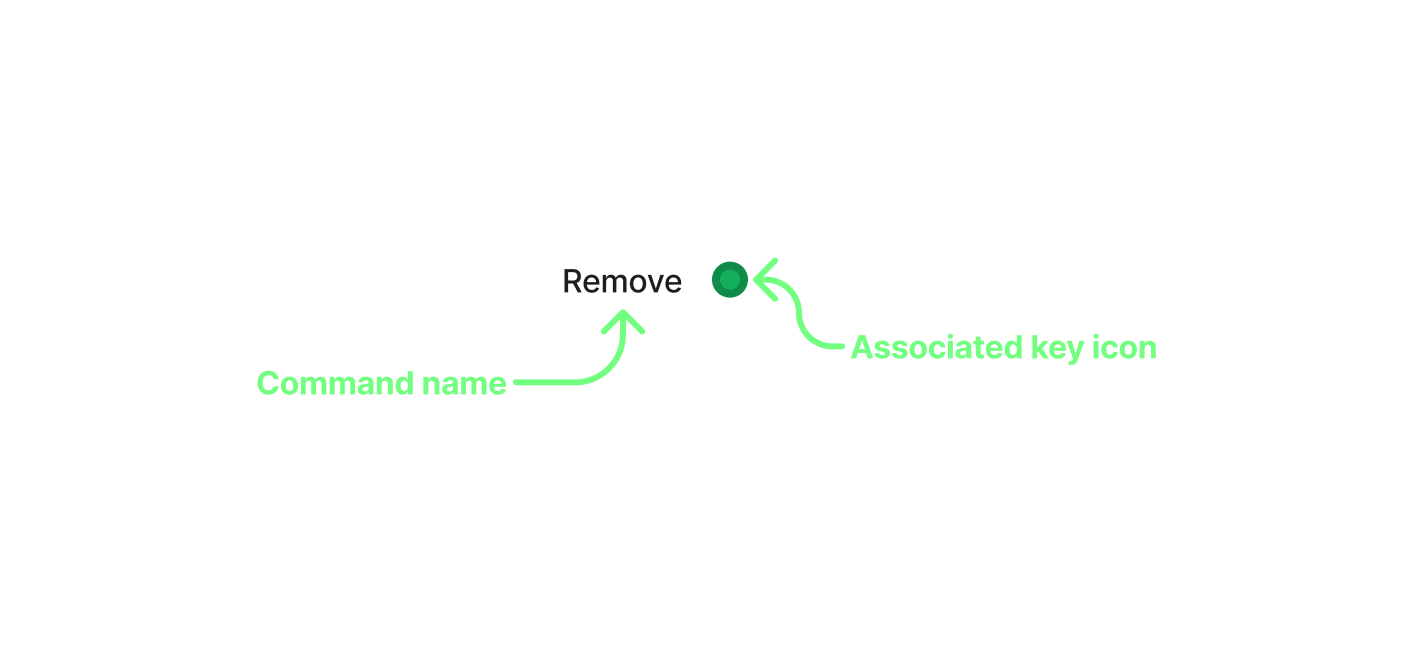 Remove
Associated key icon
Command name